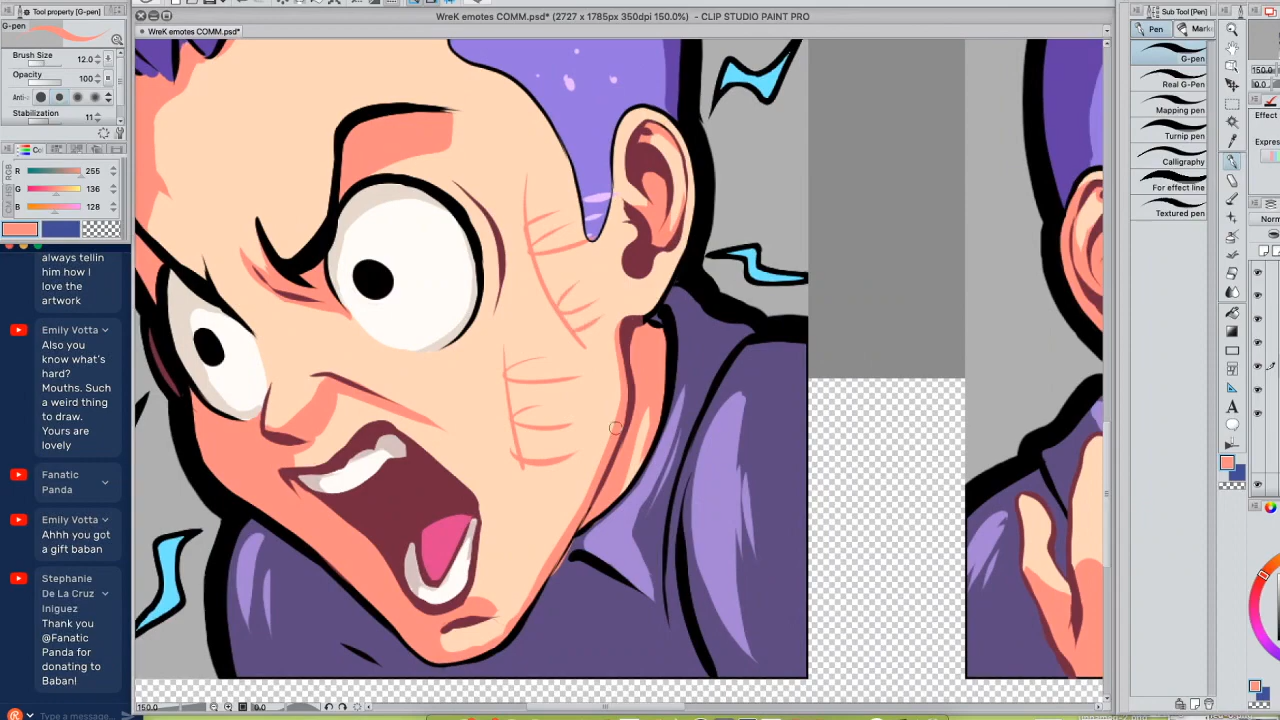 Tool property [G-pen]
G-pen
Brush Size
12.0
Opacity
100
Anti-
Stabilization
11
Co
R
255
G
136
B
128
always tellin
him how I
love the
artwork
Emily Votta
Also you
know what's
hard?
Mouths. Such
a weird thing
to draw.
Yours are
lovely
Fanatic
Panda
Emily Votta
Ahhh you got
a gift baban
Stephanie
De La Cruz
Iniguez
Thank you
@Fanatic
Panda for
donating to
Baban!
Type a message...
WreK emotes COMM.psd* (2727 x 1785px 350dpi 150.0%) - CLIP STUDIO PAINT PRO
WreK emotes COMM.psd*
150.0
0.0
Sub Tool [Pen]
Pen
Mark
G-pen
Real G-Pen
Mapping pen
Turnip pen
Calligraphy
For effect line
Textured pen
150.0
0.0
Effect
Expres